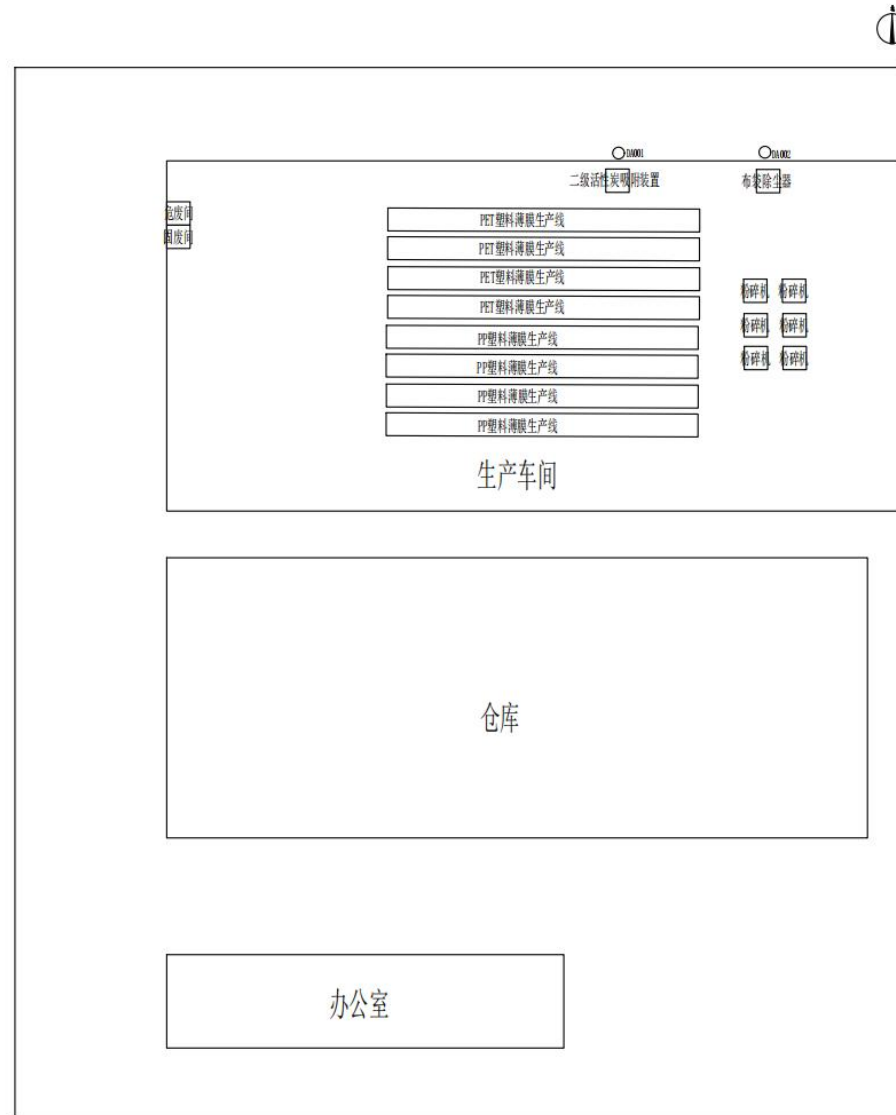 DA001
DA002
二级活性炭吸附装置
布袋除尘器
危废间
固废间
PET塑料薄膜生产线
PET塑料薄膜生产线
PET塑料薄膜生产线
PET塑料薄膜生产线
PP塑料薄膜生产线
PP塑料薄膜生产线
PP塑料薄膜生产线
PP塑料薄膜生产线
粉碎机 粉碎机
粉碎机 粉碎机
粉碎机 粉碎机
生产车间
仓库
办公室